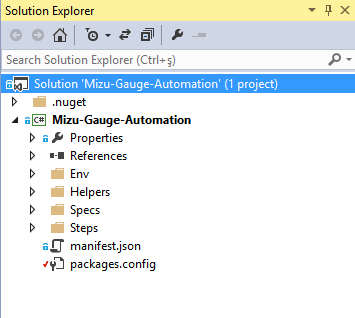 Solution Explorer
Search Solution Explorer (Ctrl+ş)
Solution 'Mizu-Gauge-Automation' (1 project)
.nuget
C# Mizu-Gauge-Automation
Properties
References
Env
Helpers
Specs
Steps
manifest.json
packages.config